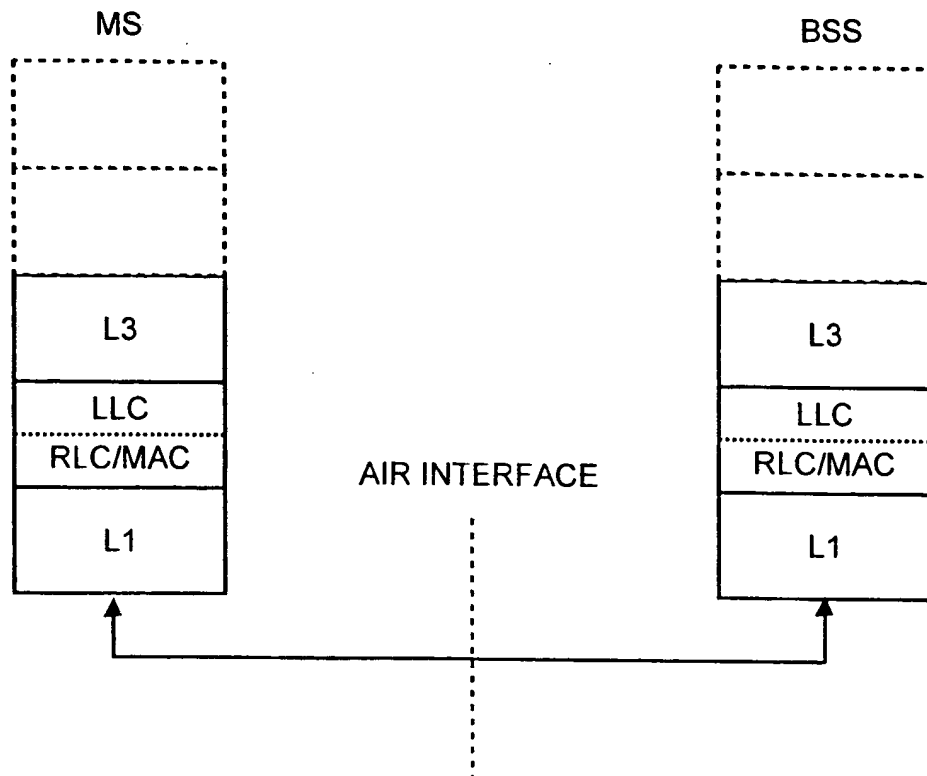 MS
BSS
L3
LLC
RLC/MAC
L1
AIR INTERFACE
L3
LLC
RLC/MAC
L1